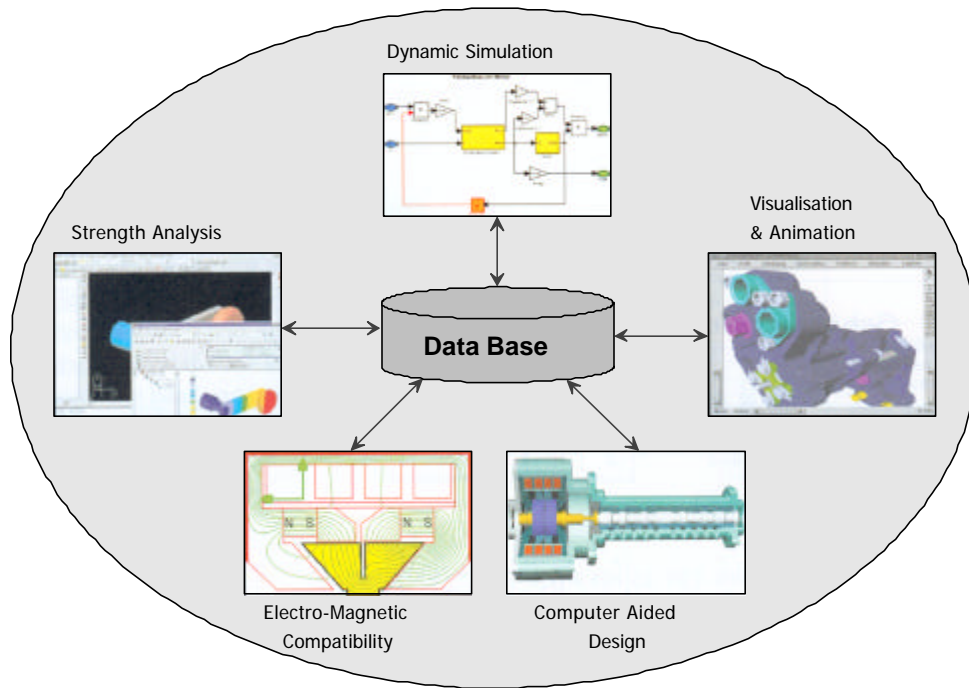 Dynamic Simulation
Visualisation
& Animation
Strength Analysis
Data Base
N S
N S
Electro-Magnetic
Compatibility
Computer Aided
Design